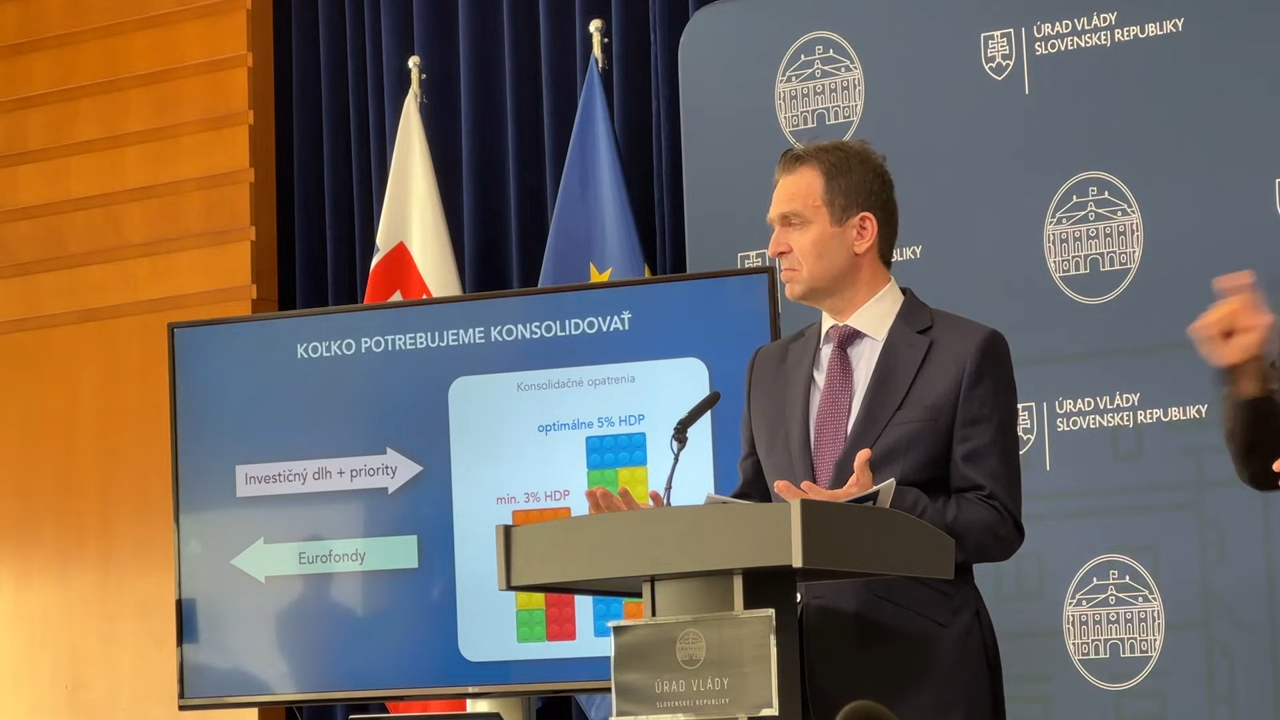 ÚRAD VLÁDY
SLOVENSKEJ REPUBLIKY
BLIKY
KOĽKO POTREBUJEME KONSOLIDOVAŤ
Konsolidačné opatrenia
optimálne 5% HDP
Investičný dlh + priority
min. 3% HDP
Eurofondy
ÚRAD VLÁDY
SLOVENSKEJ REPUBLIKY
ÚRAD VLÁDY
SLOVENSKEJ REPUBLIKY